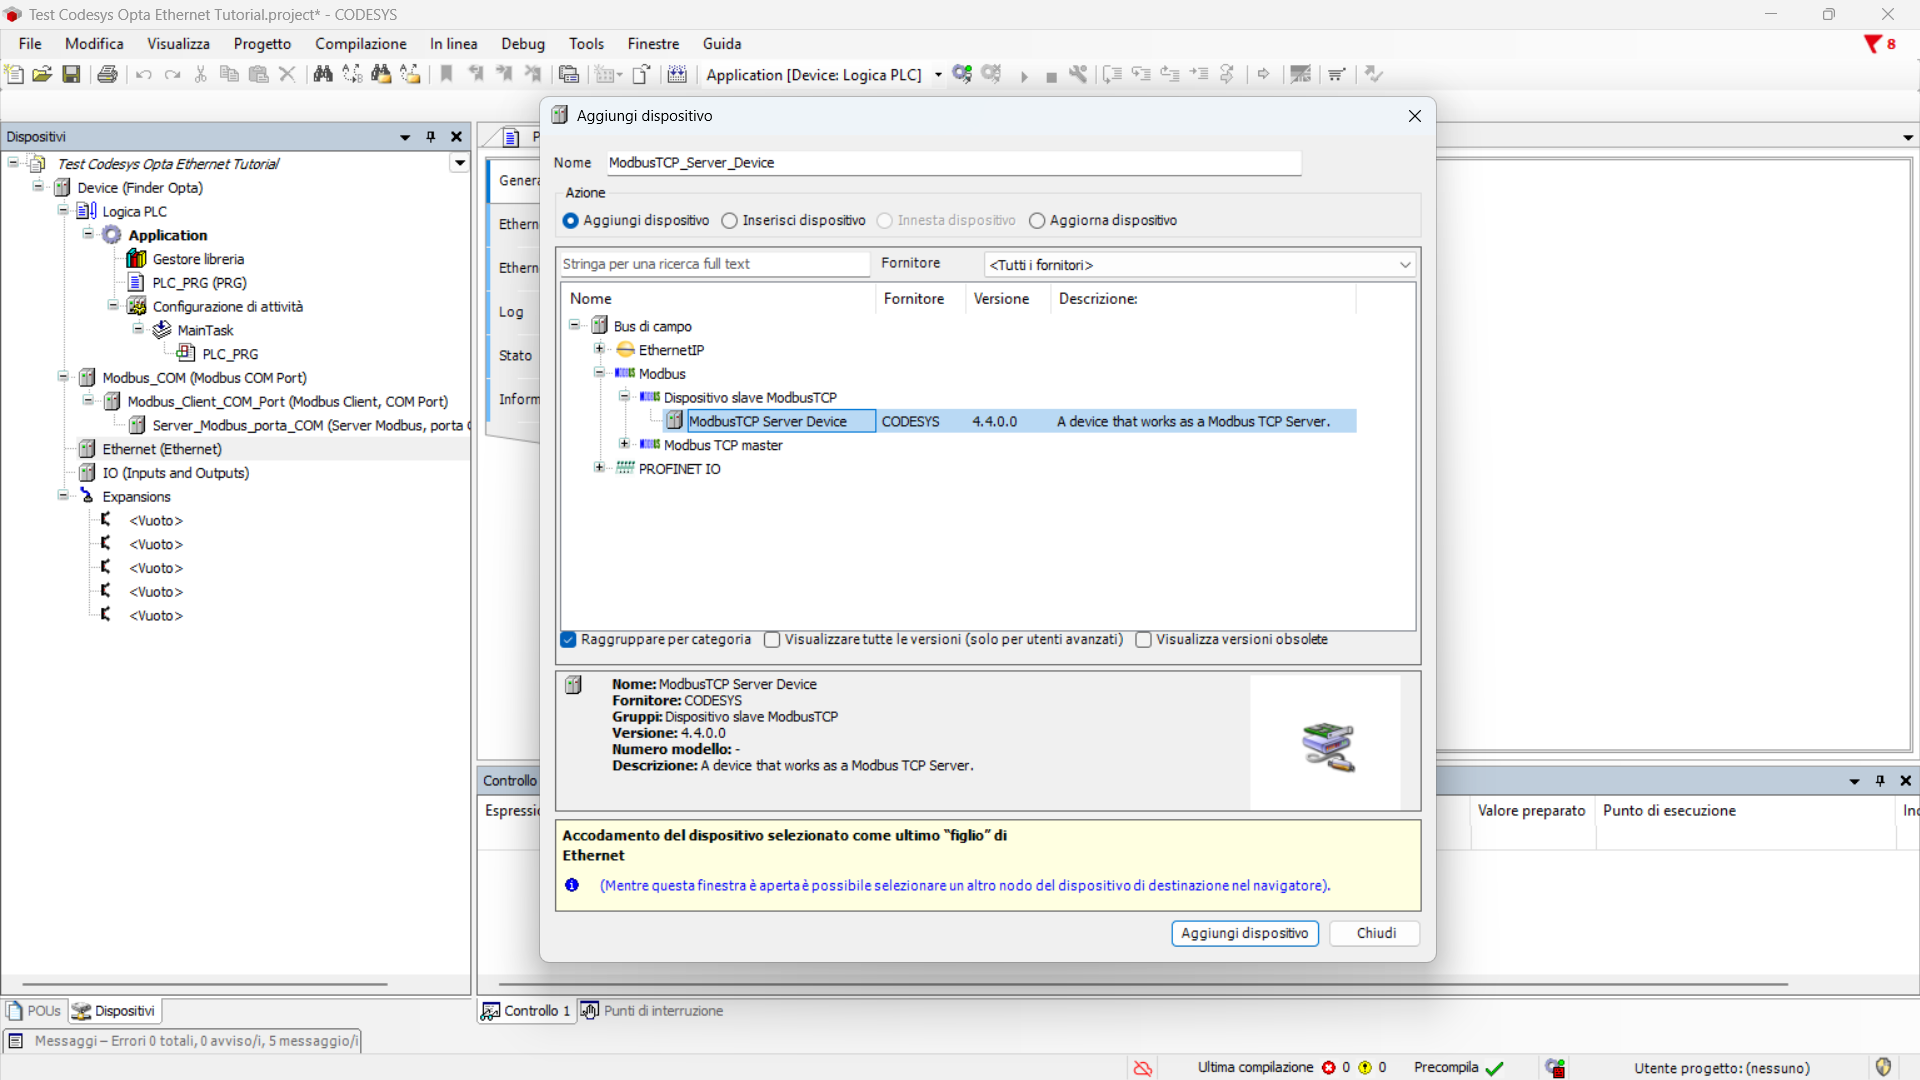 Test Codesys Opta Ethernet Tutorial.project* - CODESYS
File Modifica Visualizza Progetto Compilazione In linea Debug Tools Finestre Guida
8
Application [Device: Logica PLC]
Dispositivi
Test Codesys Opta Ethernet Tutorial
Device (Finder Opta)
Logica PLC
Application
Gestore libreria
PLC_PRG (PRG)
Configurazione di attività
MainTask
PLC_PRG
Modbus_COM (Modbus COM Port)
Modbus_Client_COM_Port (Modbus Client, COM Port)
Server_Modbus_porta_COM (Server Modbus, porta
Ethernet (Ethernet)
IO (Inputs and Outputs)
Expansions
<Vuoto>
<Vuoto>
<Vuoto>
<Vuoto>
<Vuoto>
POUs Dispositivi
Messaggi – Errori 0 totali, 0 avviso/i, 5 messaggio/i
P
Genera
Ethern
Ethern
Log
Stato
Inform
Aggiungi dispositivo
Nome ModbusTCP_Server_Device
Azione
Aggiungi dispositivo Inserisci dispositivo Innesta dispositivo Aggiorna dispositivo
Stringa per una ricerca full text Fornitore <Tutti i fornitori>
Nome Fornitore Versione Descrizione:
Bus di campo
EthernetIP
Modbus
Dispositivo slave ModbusTCP
ModbusTCP Server Device CODESYS 4.4.0.0 A device that works as a Modbus TCP Server.
Modbus TCP master
PROFINET IO
Raggruppare per categoria Visualizzare tutte le versioni (solo per utenti avanzati) Visualizza versioni obsolete
Nome: ModbusTCP Server Device
Fornitore: CODESYS
Gruppi: Dispositivo slave ModbusTCP
Versione: 4.4.0.0
Numero modello: -
Descrizione: A device that works as a Modbus TCP Server.
Accodamento del dispositivo selezionato come ultimo "figlio" di
Ethernet
(Mentre questa finestra è aperta è possibile selezionare un altro nodo del dispositivo di destinazione nel navigatore).
Aggiungi dispositivo Chiudi
Controllo
Espressio Valore preparato Punto di esecuzione Ind
Controllo 1 Punti di interruzione
Ultima compilazione 0 0 Precompila Utente progetto: (nessuno)